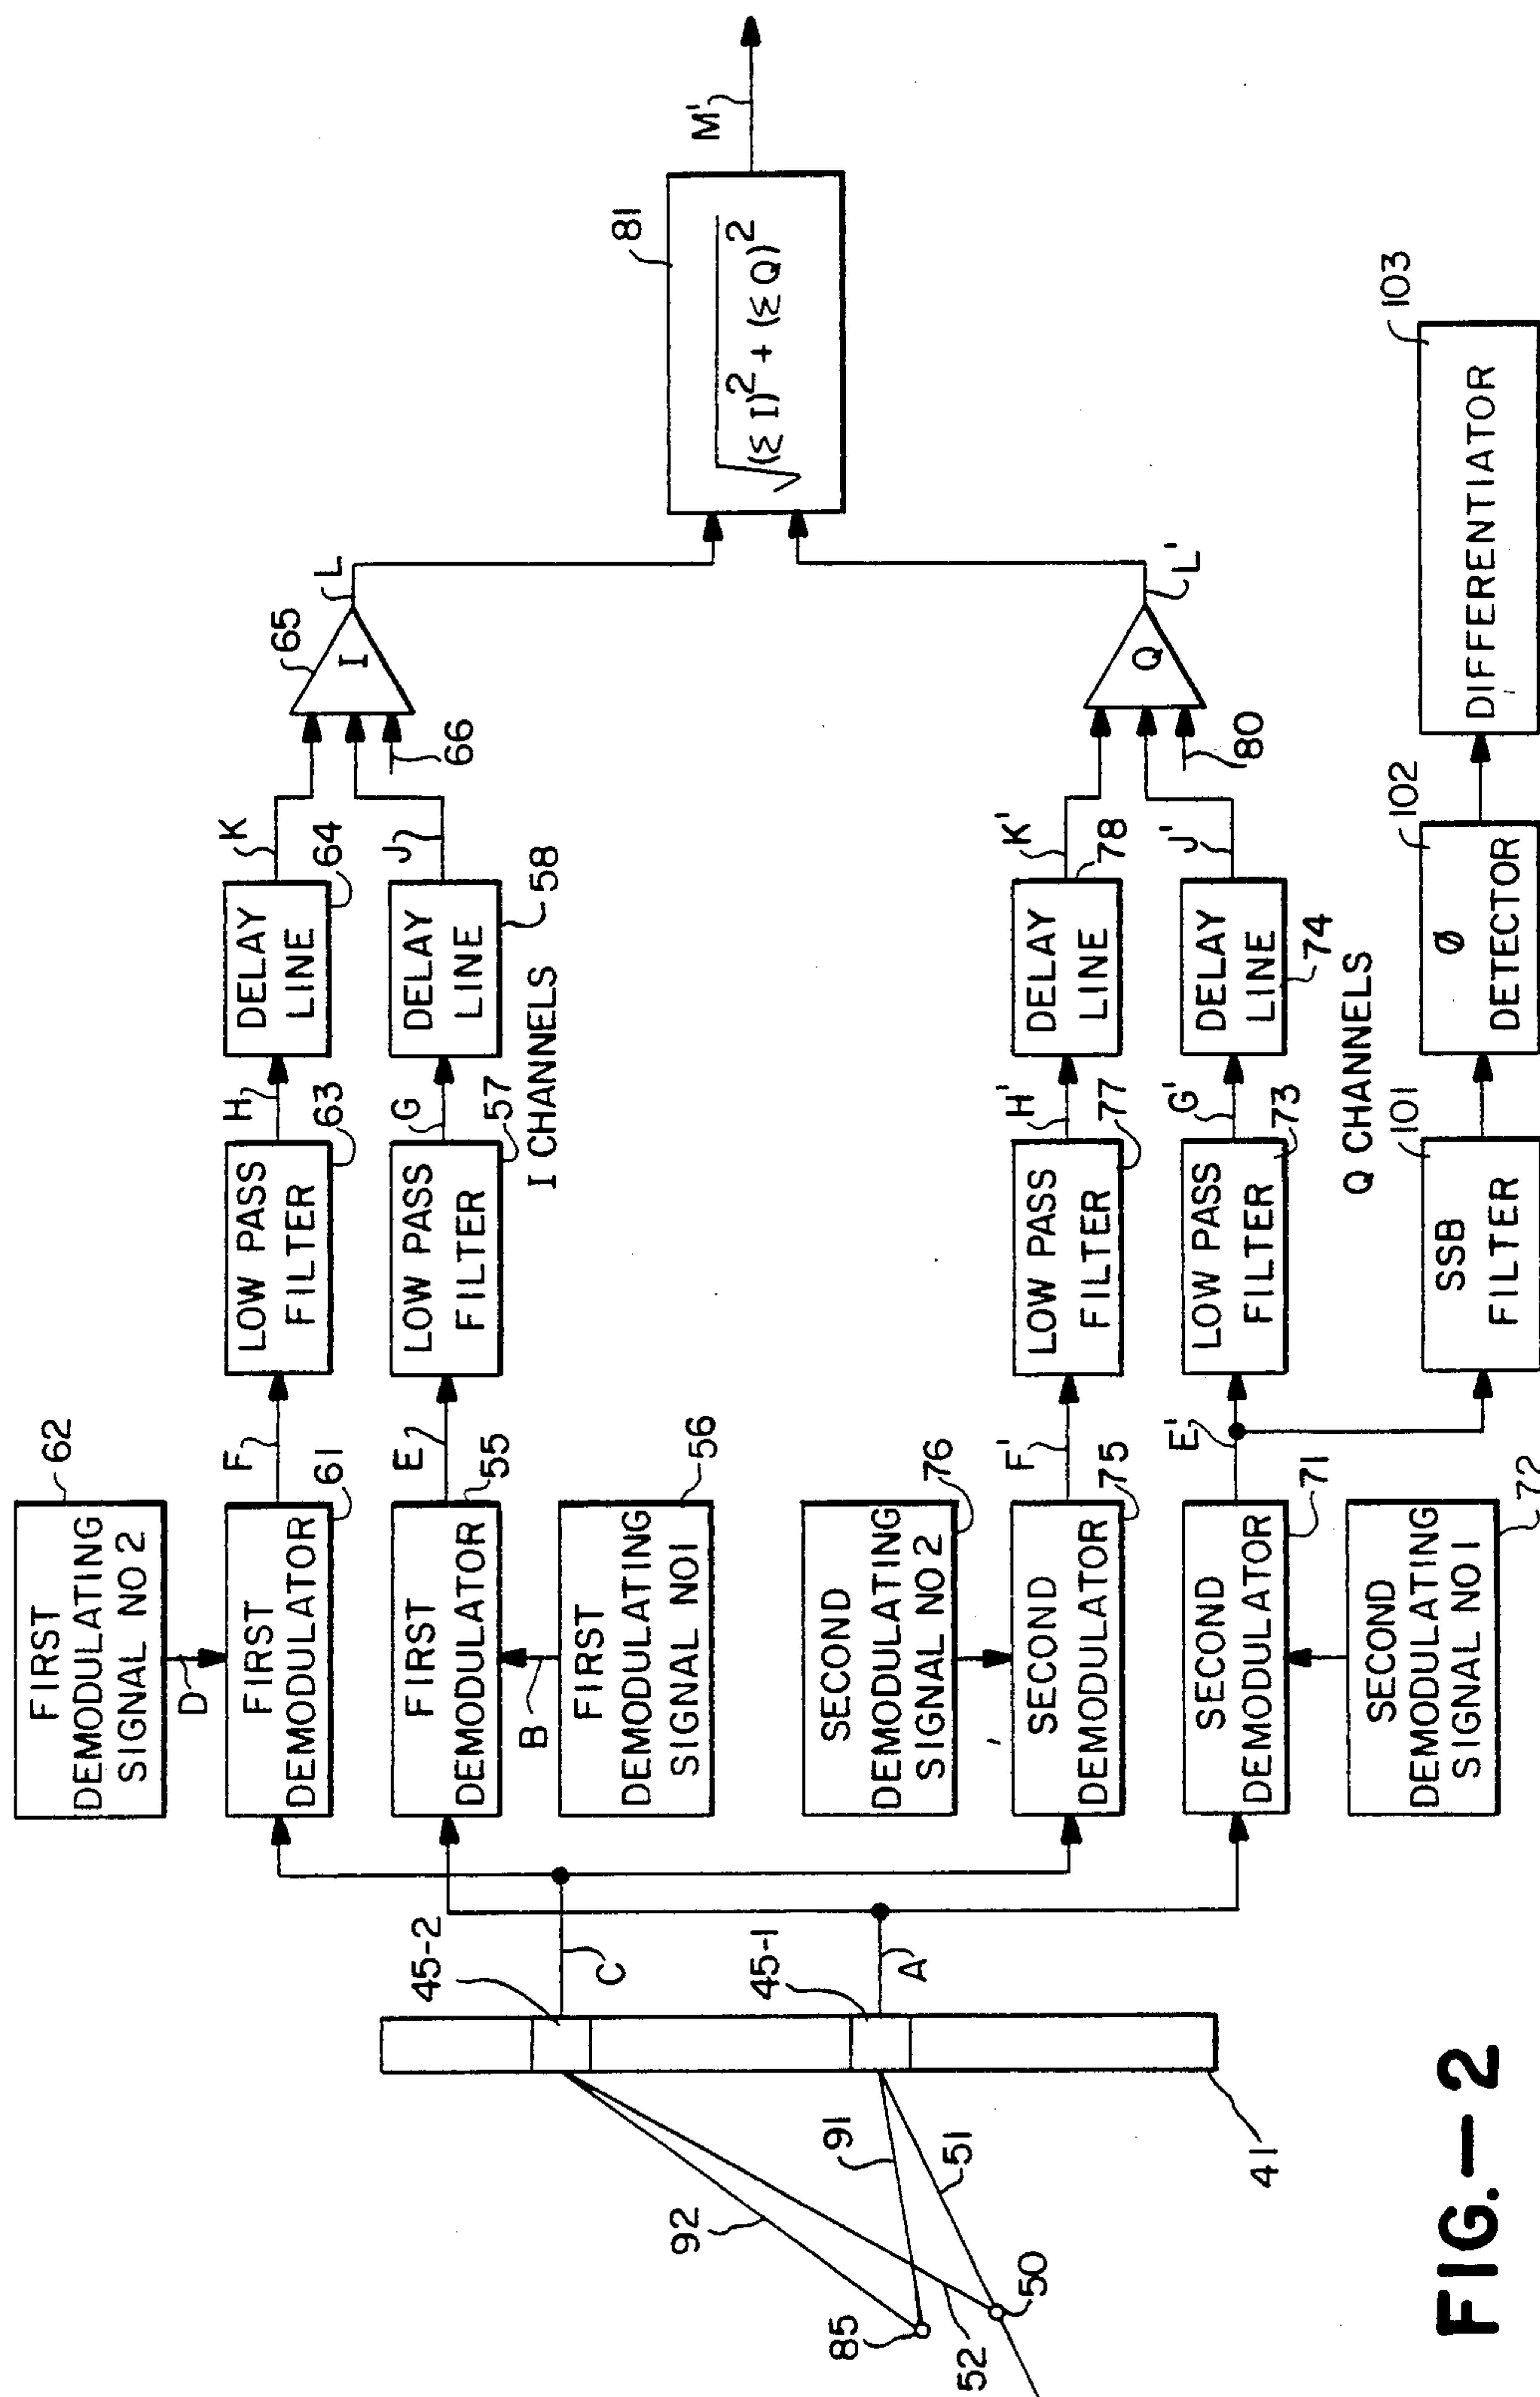 FIRST
DEMODULATING
SIGNAL NO 2
62
D
FIRST
DEMODULATOR
61
F
LOW PASS
FILTER
63
H
DELAY
LINE
64
K
FIRST
DEMODULATOR
55
E
LOW PASS
FILTER
57
G
DELAY
LINE
58
J
I CHANNELS
B
FIRST
DEMODULATING
SIGNAL NO1
56
65
I
66
L
81
√(Σ I)² + (Σ Q)²
M'
45-2
C
45-1
A
92
91
51
85
52
50
41
SECOND
DEMODULATING
SIGNAL NO 2
76
SECOND
DEMODULATOR
75
F'
LOW PASS
FILTER
77
H'
DELAY
LINE
78
K'
SECOND
DEMODULATOR
71
E'
LOW PASS
FILTER
73
G'
DELAY
LINE
74
J'
Q
80
L'
Q CHANNELS
SECOND
DEMODULATING
SIGNAL NO 1
72
SSB
FILTER
101
Ø
DETECTOR
102
DIFFERENTIATOR
103
FIG.—2